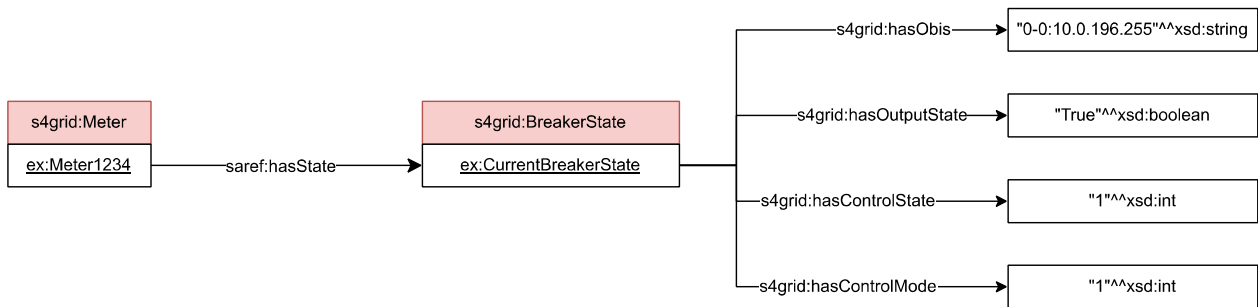 s4grid:Meter
ex:Meter1234
saref:hasState
s4grid:BreakerState
ex:CurrentBreakerState
s4grid:hasObis
"0-0:10.0.196.255"^^xsd:string
s4grid:hasOutputState
"True"^^xsd:boolean
s4grid:hasControlState
"1"^^xsd:int
s4grid:hasControlMode
"1"^^xsd:int